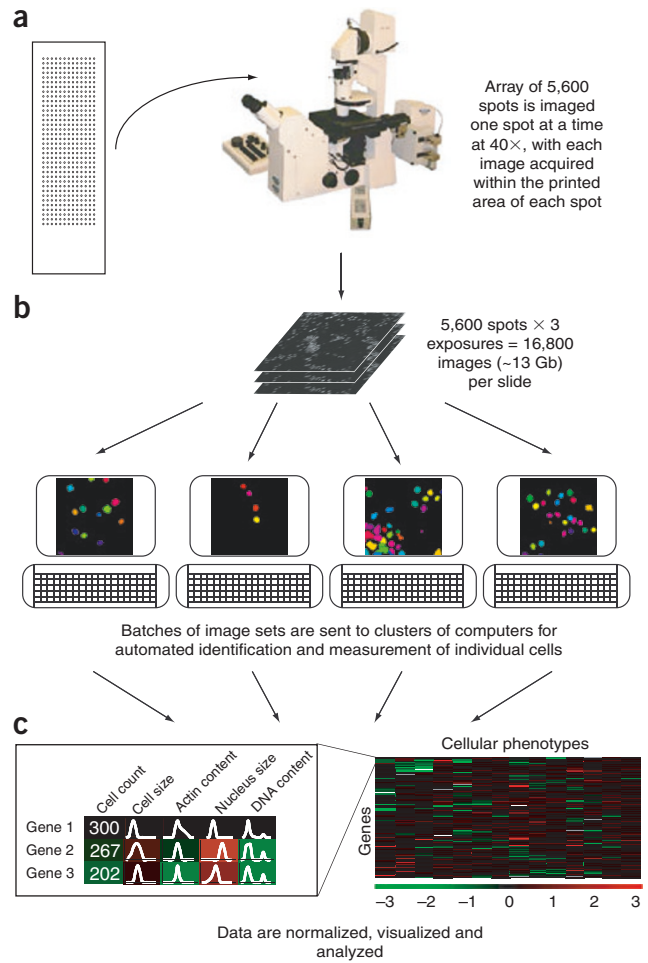 a
Array of 5,600
spots is imaged
one spot at a time
at 40×, with each
image acquired
within the printed
area of each spot
b
5,600 spots × 3
exposures = 16,800
images (~13 Gb)
per slide
Batches of image sets are sent to clusters of computers for
automated identification and measurement of individual cells
c
Cell count
Cell size
Actin content
Nucleus size
DNA content
Gene 1
300
Gene 2
267
Gene 3
202
Cellular phenotypes
Genes
−3 −2 −1 0 1 2 3
Data are normalized, visualized and
analyzed